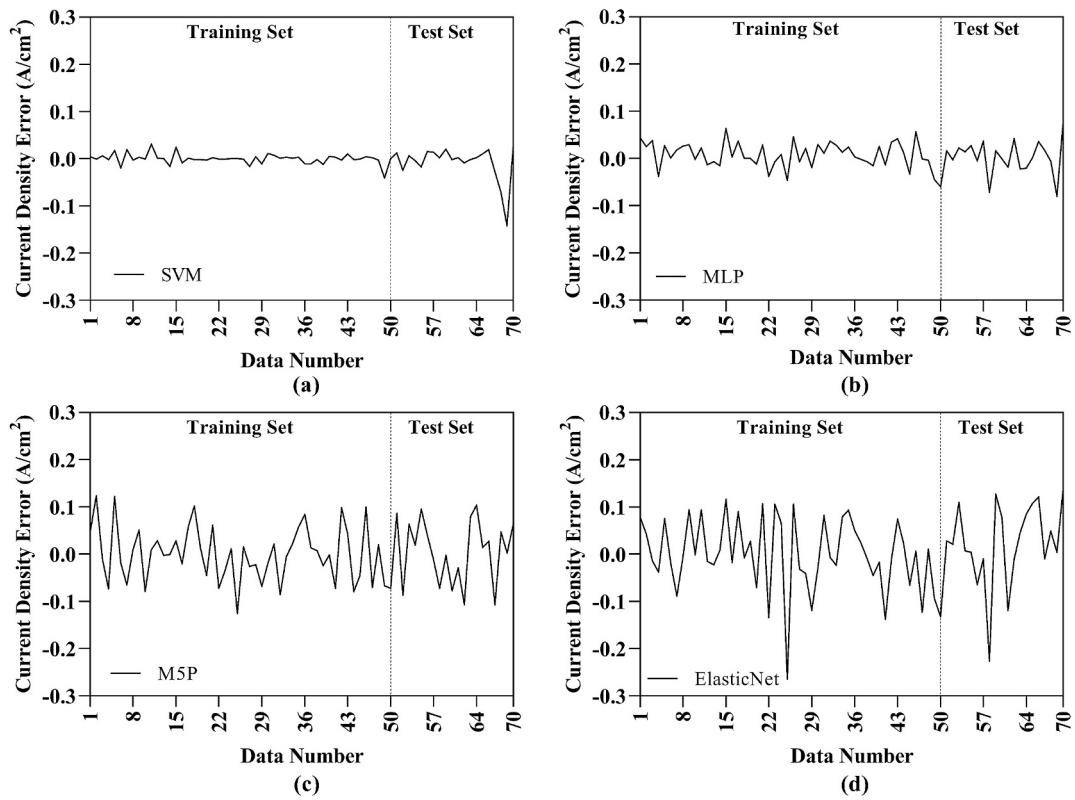 Current Density Error (A/cm²)
0.3
0.2
0.1
0.0
-0.1
-0.2
-0.3
Training Set
Test Set
SVM
1 8 15 22 29 36 43 50 57 64 70
Data Number
(a)
Current Density Error (A/cm²)
0.3
0.2
0.1
0.0
-0.1
-0.2
-0.3
Training Set
Test Set
MLP
1 8 15 22 29 36 43 50 57 64 70
Data Number
(b)
Current Density Error (A/cm²)
0.3
0.2
0.1
0.0
-0.1
-0.2
-0.3
Training Set
Test Set
M5P
1 8 15 22 29 36 43 50 57 64 70
Data Number
(c)
Current Density Error (A/cm²)
0.3
0.2
0.1
0.0
-0.1
-0.2
-0.3
Training Set
Test Set
ElasticNet
1 8 15 22 29 36 43 50 57 64 70
Data Number
(d)